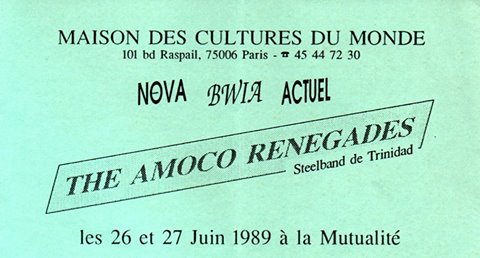 MAISON DES CULTURES DU MONDE
101 bd Raspail, 75006 Paris - ☎ 45 44 72 30
NOVA BWIA ACTUEL
THE AMOCO RENEGADES
Steelband de Trinidad
les 26 et 27 Juin 1989 à la Mutualité